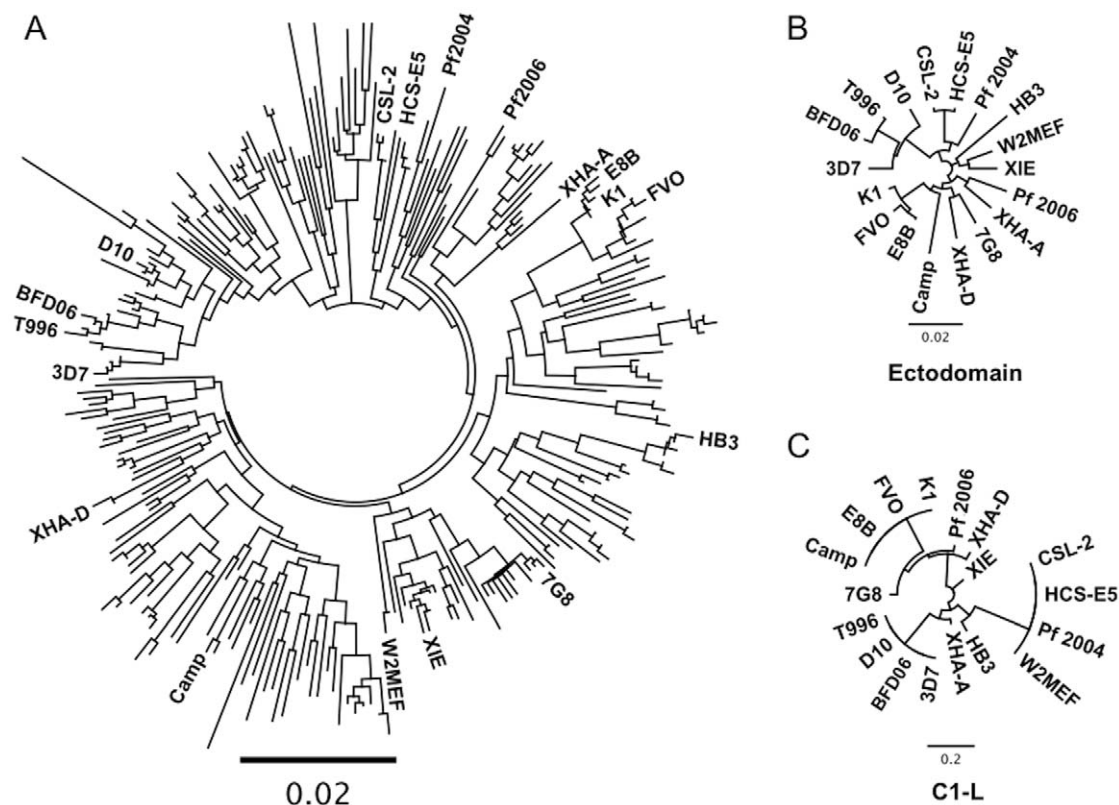 A
CSL-2
HCS-E5
Pf2004
Pf2006
XHA-A
E8B
K1
FVO
D10
BFD06
T996
3D7
HB3
XHA-D
7G8
Camp
W2MEF
XIE
0.02
B
T996
D10
CSL-2
HCS-E5
Pf 2004
HB3
BFD06
W2MEF
3D7
XIE
K1
Pf 2006
FVO
XHA-A
E8B
7G8
Camp
XHA-D
0.02
Ectodomain
C
FVO
K1
Pf 2006
XHA-D
E8B
CSL-2
Camp
XIE
7G8
HCS-E5
T996
Pf 2004
D10
HB3
BFD06
XHA-A
W2MEF
3D7
0.2
C1-L